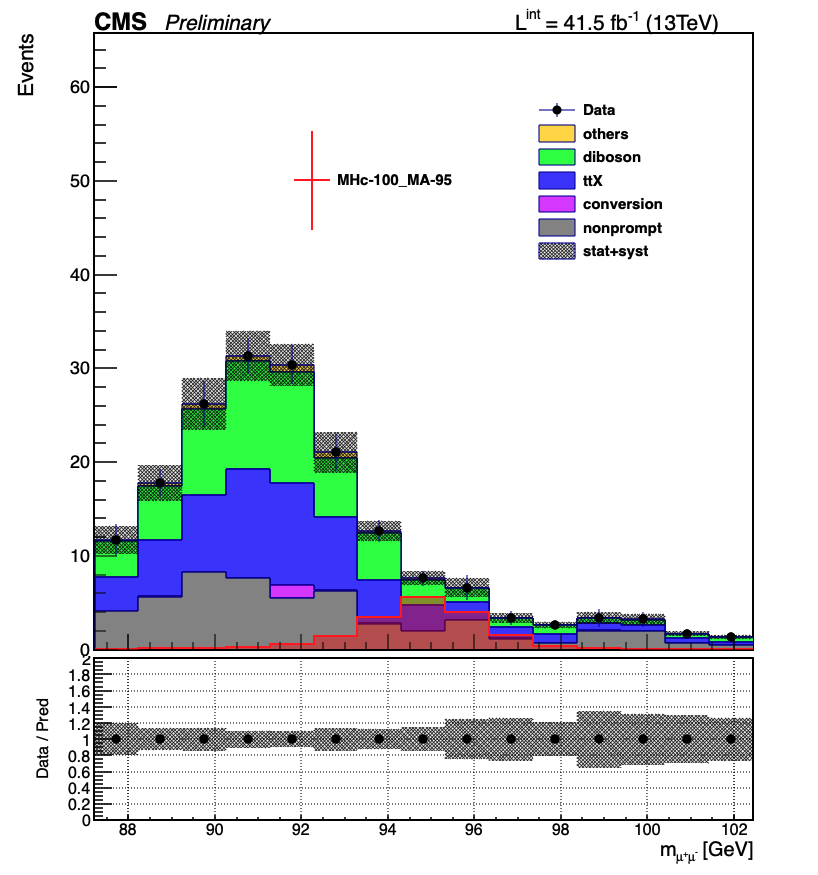 CMS Preliminary L^int = 41.5 fb^-1 (13TeV)
Events
60
50
40
30
20
10
0
MHc-100_MA-95
Data
others
diboson
ttX
conversion
nonprompt
stat+syst
Data / Pred
2
1.8
1.6
1.4
1.2
1
0.8
0.6
0.4
0.2
0
88 90 92 94 96 98 100 102
m_μ+μ- [GeV]